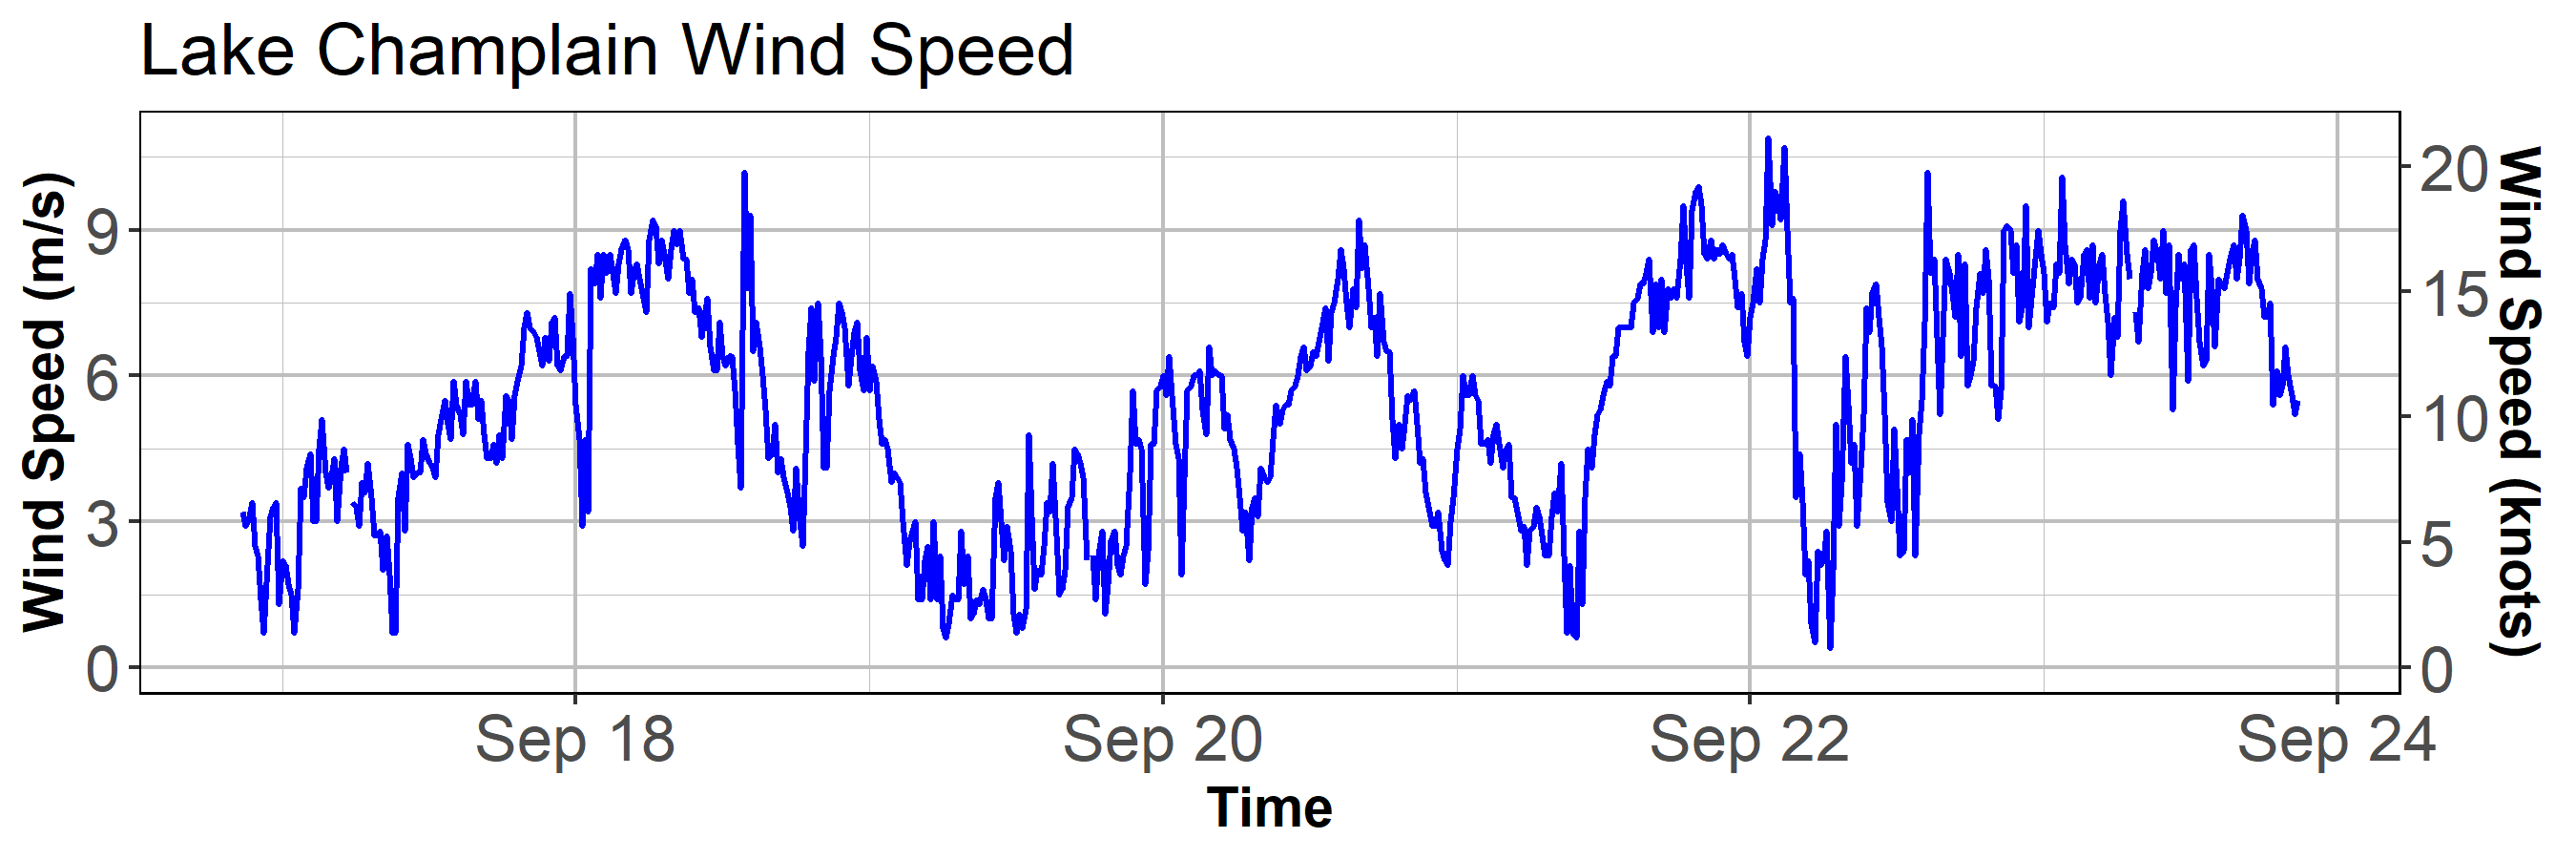 Lake Champlain Wind Speed
Wind Speed (m/s)
9
6
3
0
20
15
10
5
0
Wind Speed (knots)
Sep 18 Sep 20 Sep 22 Sep 24
Time